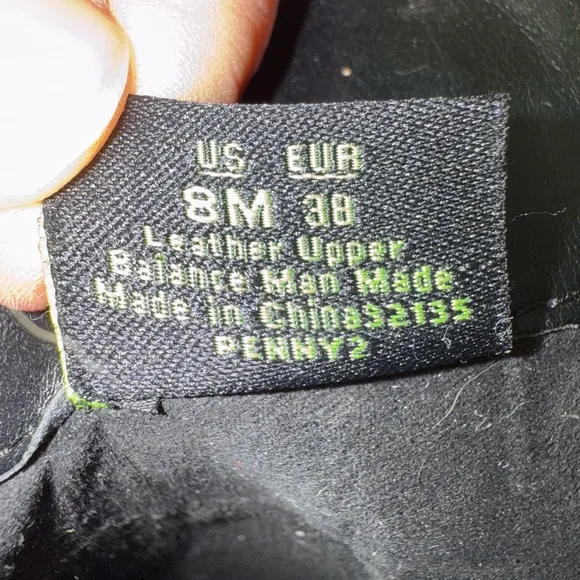 US EUR
8M 38
Leather Upper
Balance Man Made
Made in China32135
PENNY2